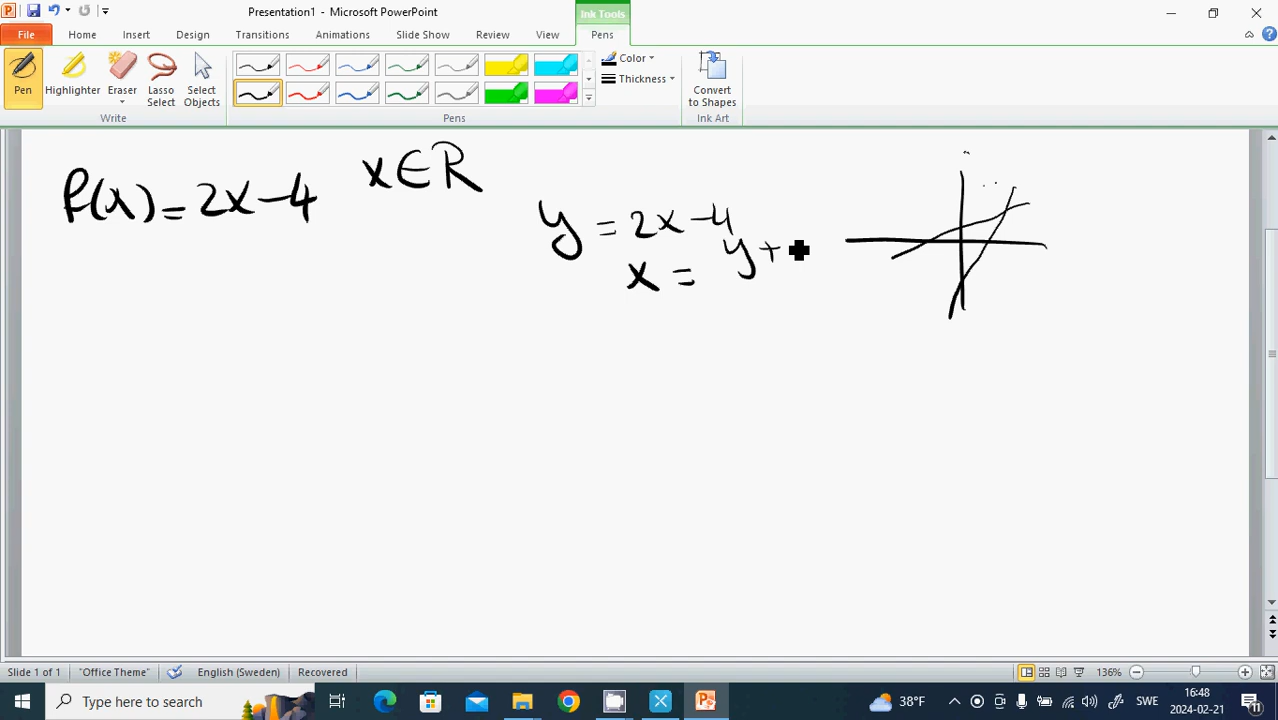 Presentation1 - Microsoft PowerPoint
Ink Tools
File Home Insert Design Transitions Animations Slide Show Review View Pens
Pen Highlighter Eraser Lasso Select Select Objects
Color
Thickness
Convert to Shapes
Write Pens Ink Art
f(x)=2x-4 x∈R
y=2x-4
x= y+
Slide 1 of 1 "Office Theme" English (Sweden) Recovered 136%
Type here to search 38°F SWE 16:48
2024-02-21 11